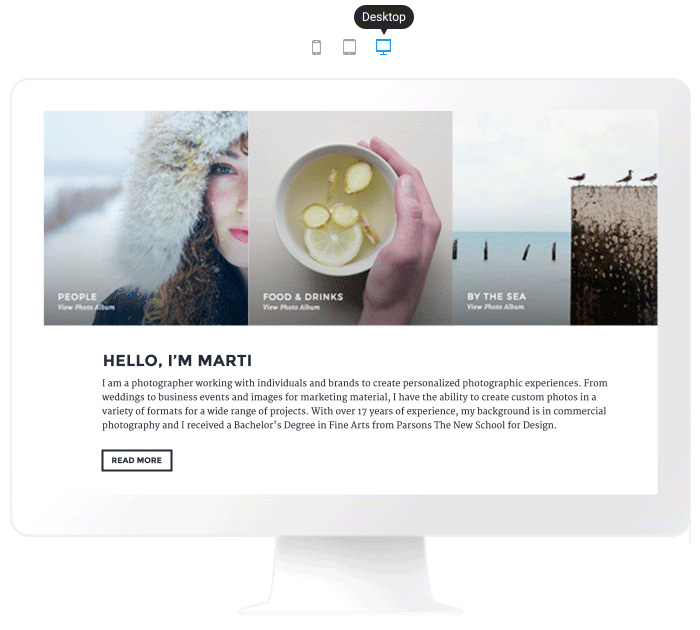 Desktop
PEOPLE
View Photo Album
FOOD & DRINKS
View Photo Album
BY THE SEA
View Photo Album
HELLO, I'M MARTI
I am a photographer working with individuals and brands to create personalized photographic experiences. From
weddings to business events and images for marketing material, I have the ability to create custom photos in a
variety of formats for a wide range of projects. With over 17 years of experience, my background is in commercial
photography and I received a Bachelor's Degree in Fine Arts from Parsons The New School for Design.
READ MORE